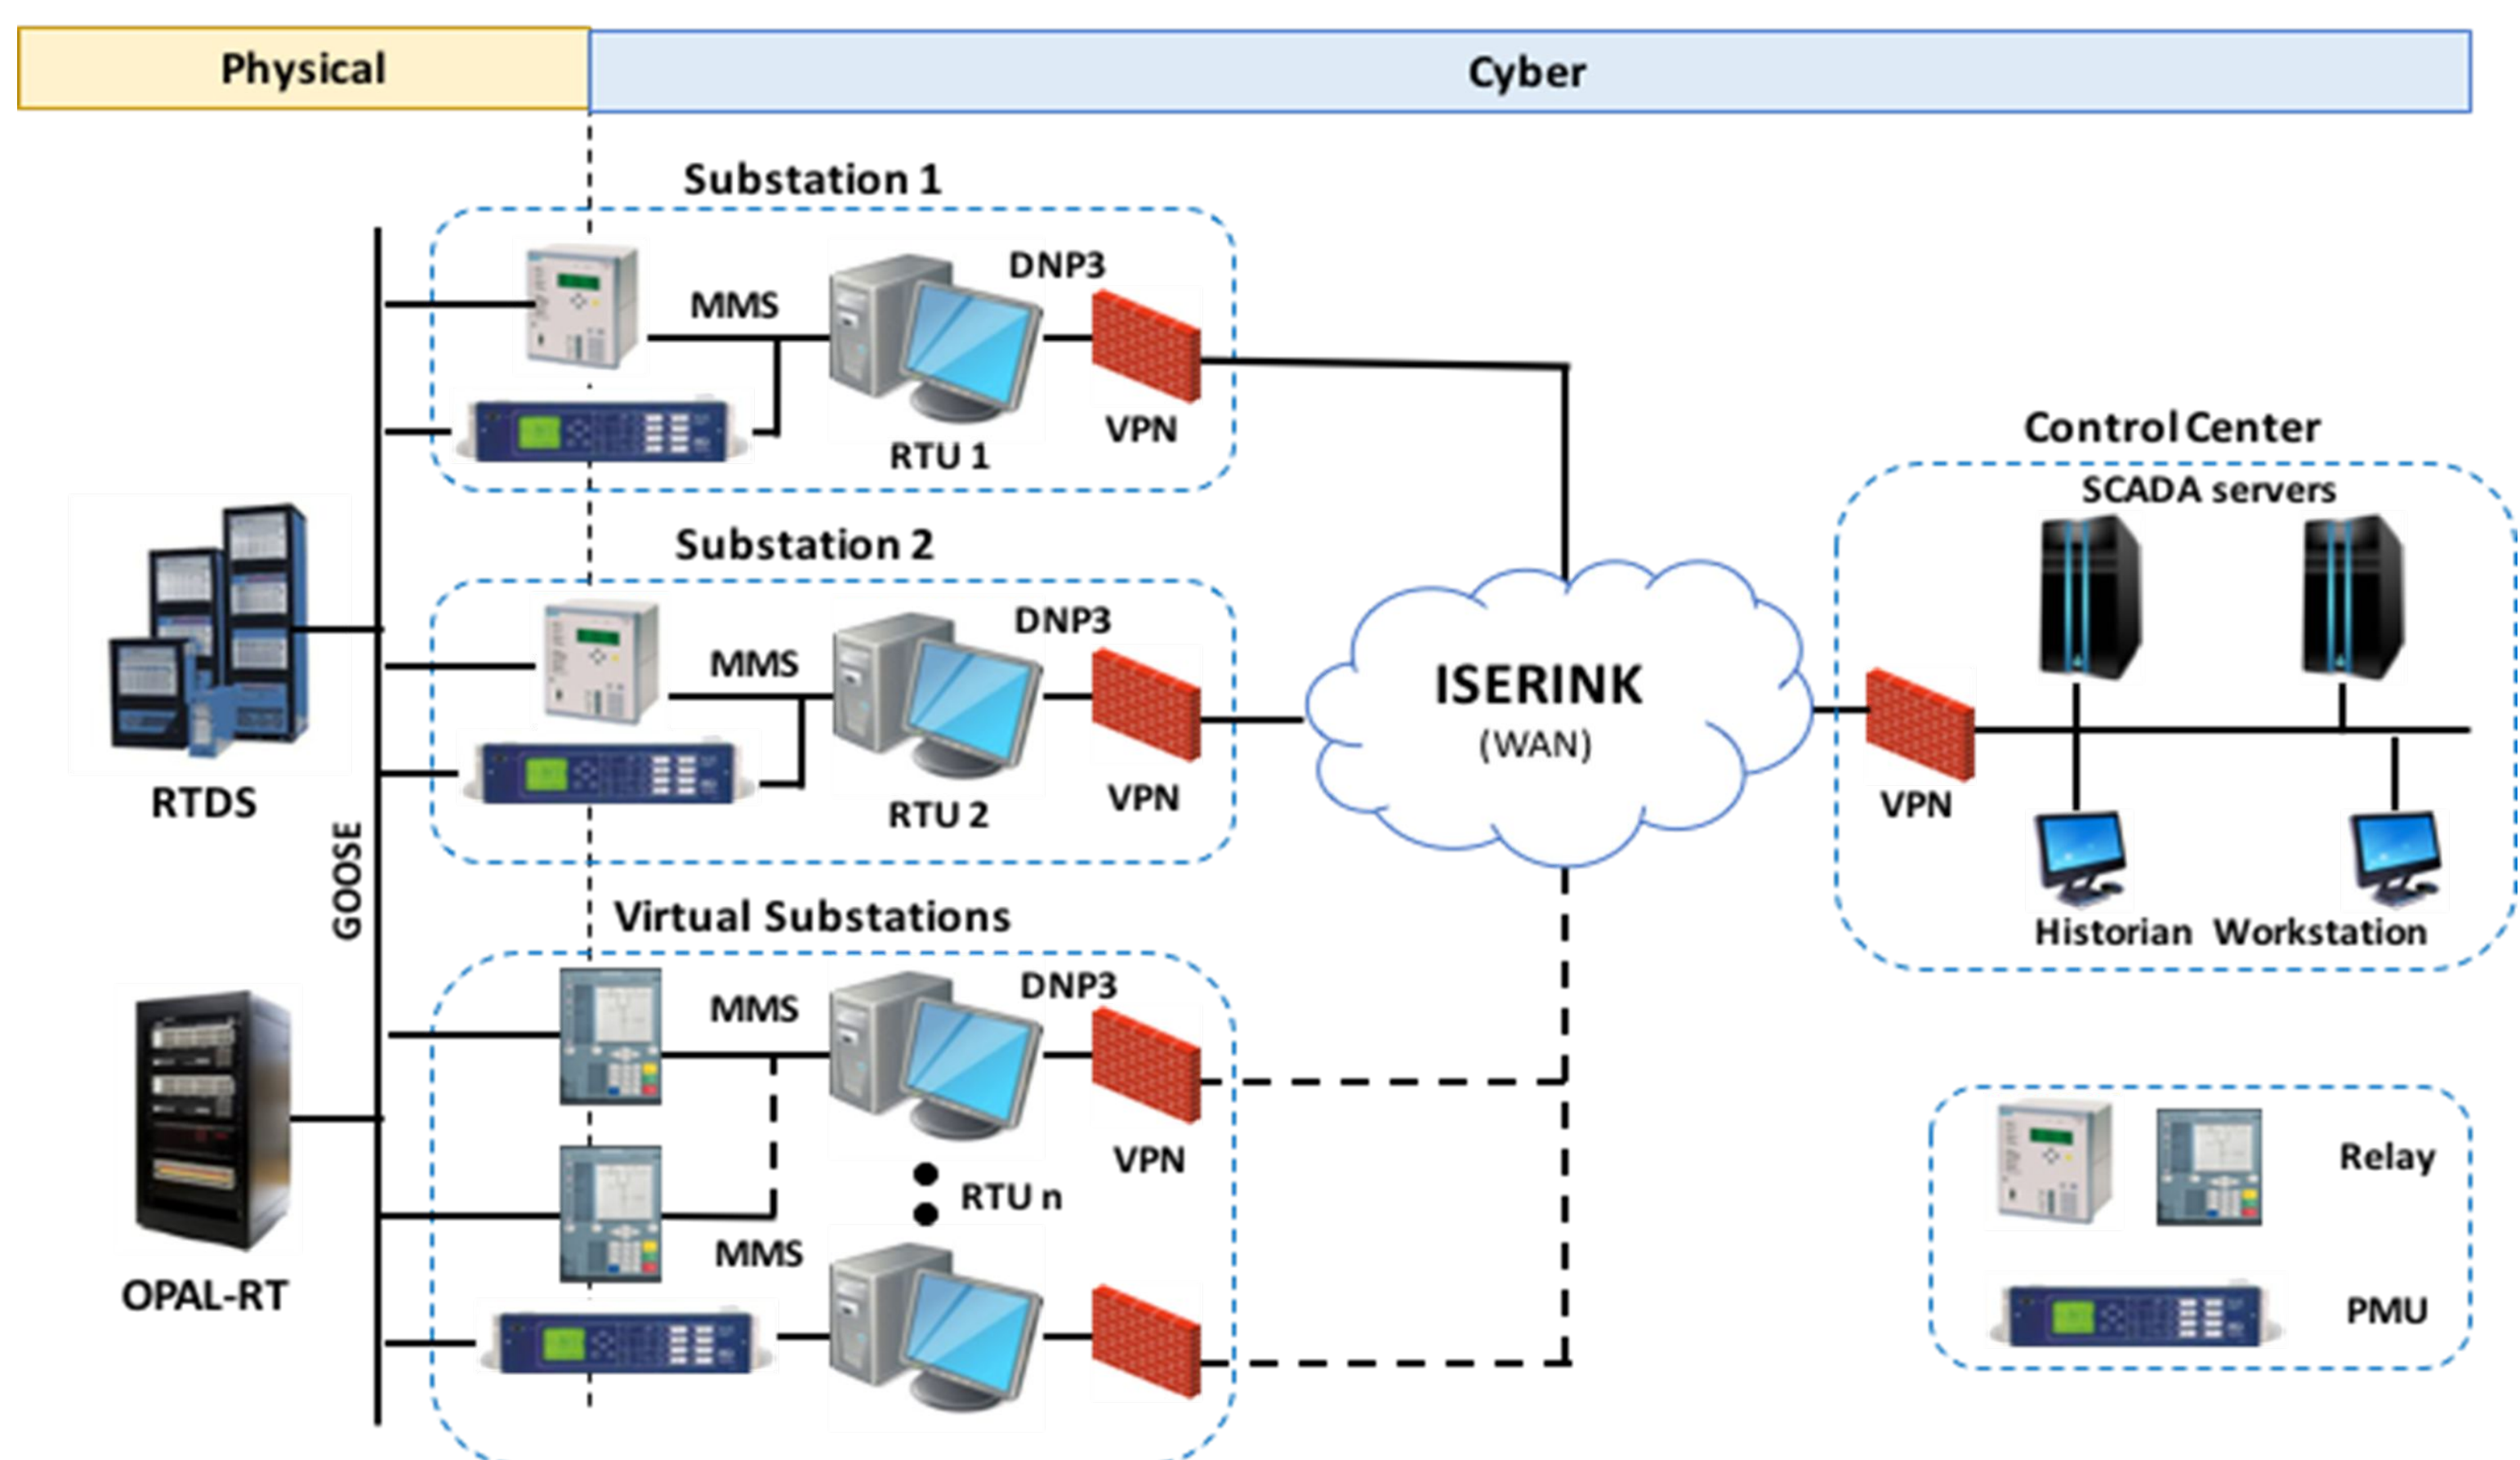 Physical
Cyber
Substation 1
MMS
DNP3
RTU 1
VPN
Substation 2
MMS
DNP3
RTU 2
VPN
RTDS
GOOSE
OPAL-RT
Virtual Substations
MMS
DNP3
VPN
RTU n
MMS
ISERINK
(WAN)
Control Center
SCADA servers
VPN
Historian Workstation
Relay
PMU